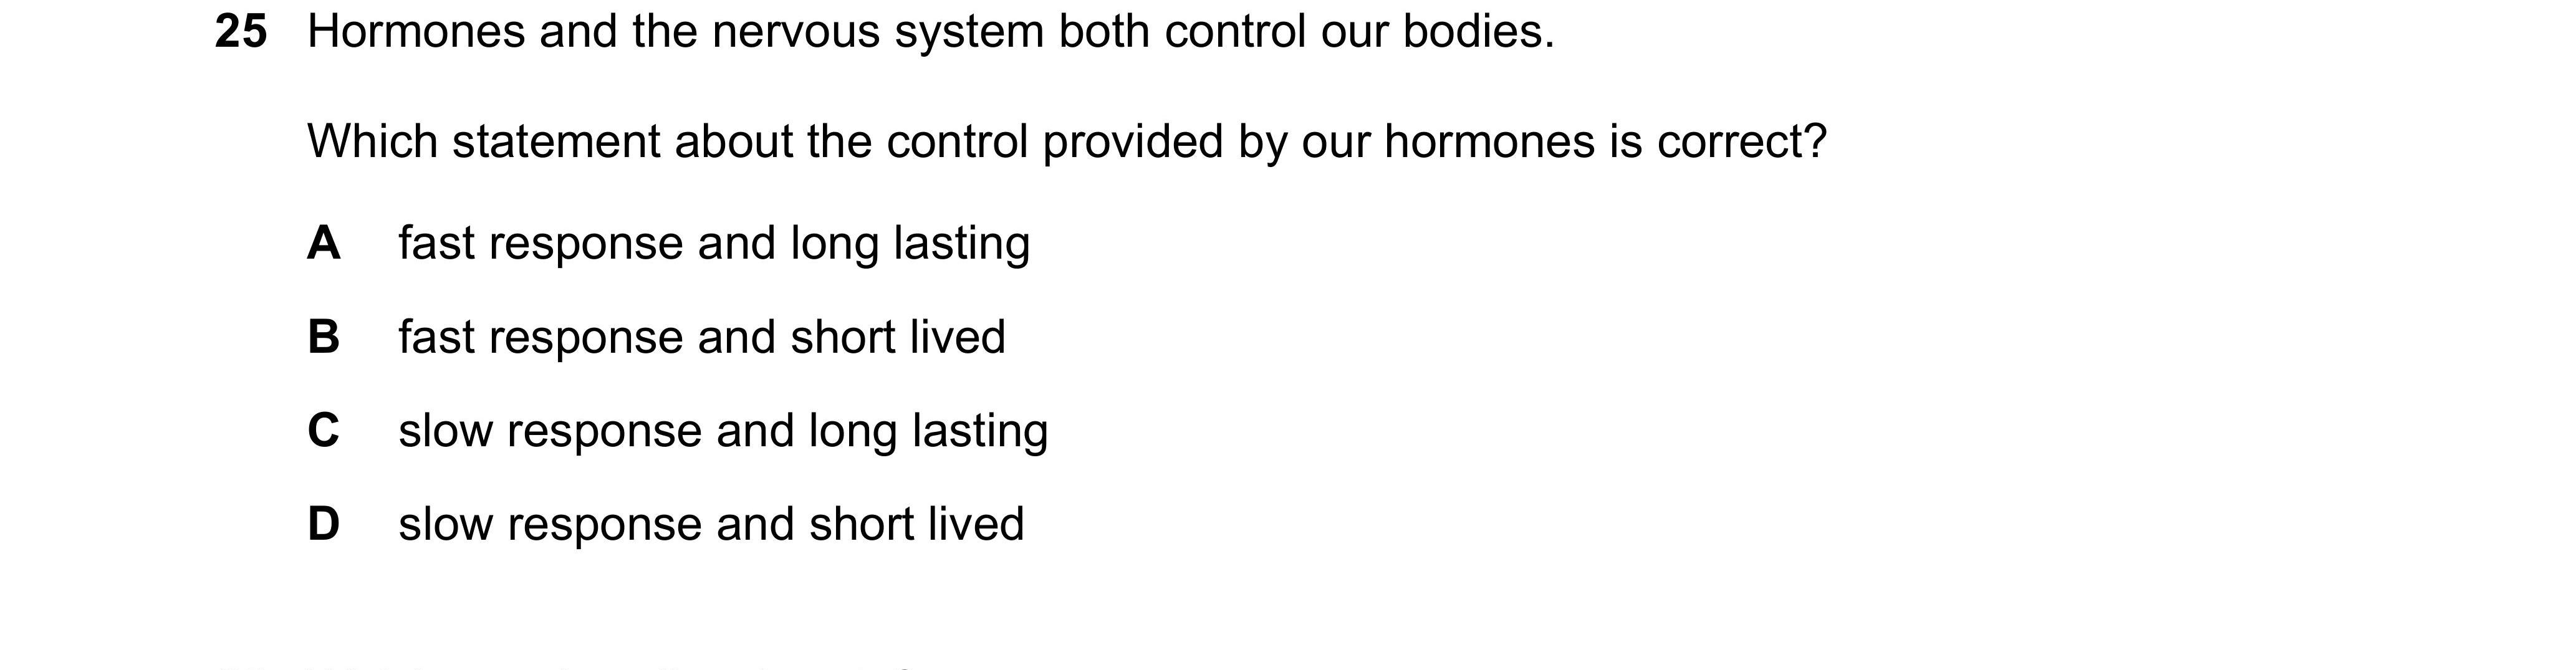 25 Hormones and the nervous system both control our bodies.
Which statement about the control provided by our hormones is correct?
A fast response and long lasting
B fast response and short lived
C slow response and long lasting
D slow response and short lived